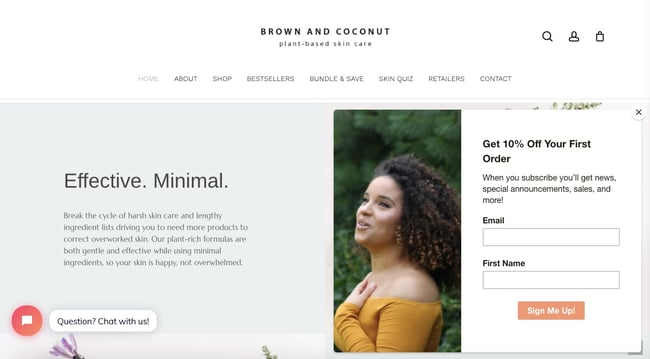 BROWN AND COCONUT
plant-based skin care
HOME ABOUT SHOP BESTSELLERS BUNDLE & SAVE SKIN QUIZ RETAILERS CONTACT
Effective. Minimal.
Break the cycle of harsh skin care and lengthy
ingredient lists driving you to need more products to
correct overworked skin. Our plant-rich formulas are
both gentle and effective while using minimal
ingredients, so your skin is happy, not overwhelmed.
Question? Chat with us!
Get 10% Off Your First
Order
When you subscribe you'll get news,
special announcements, sales, and
more!
Email
First Name
Sign Me Up!